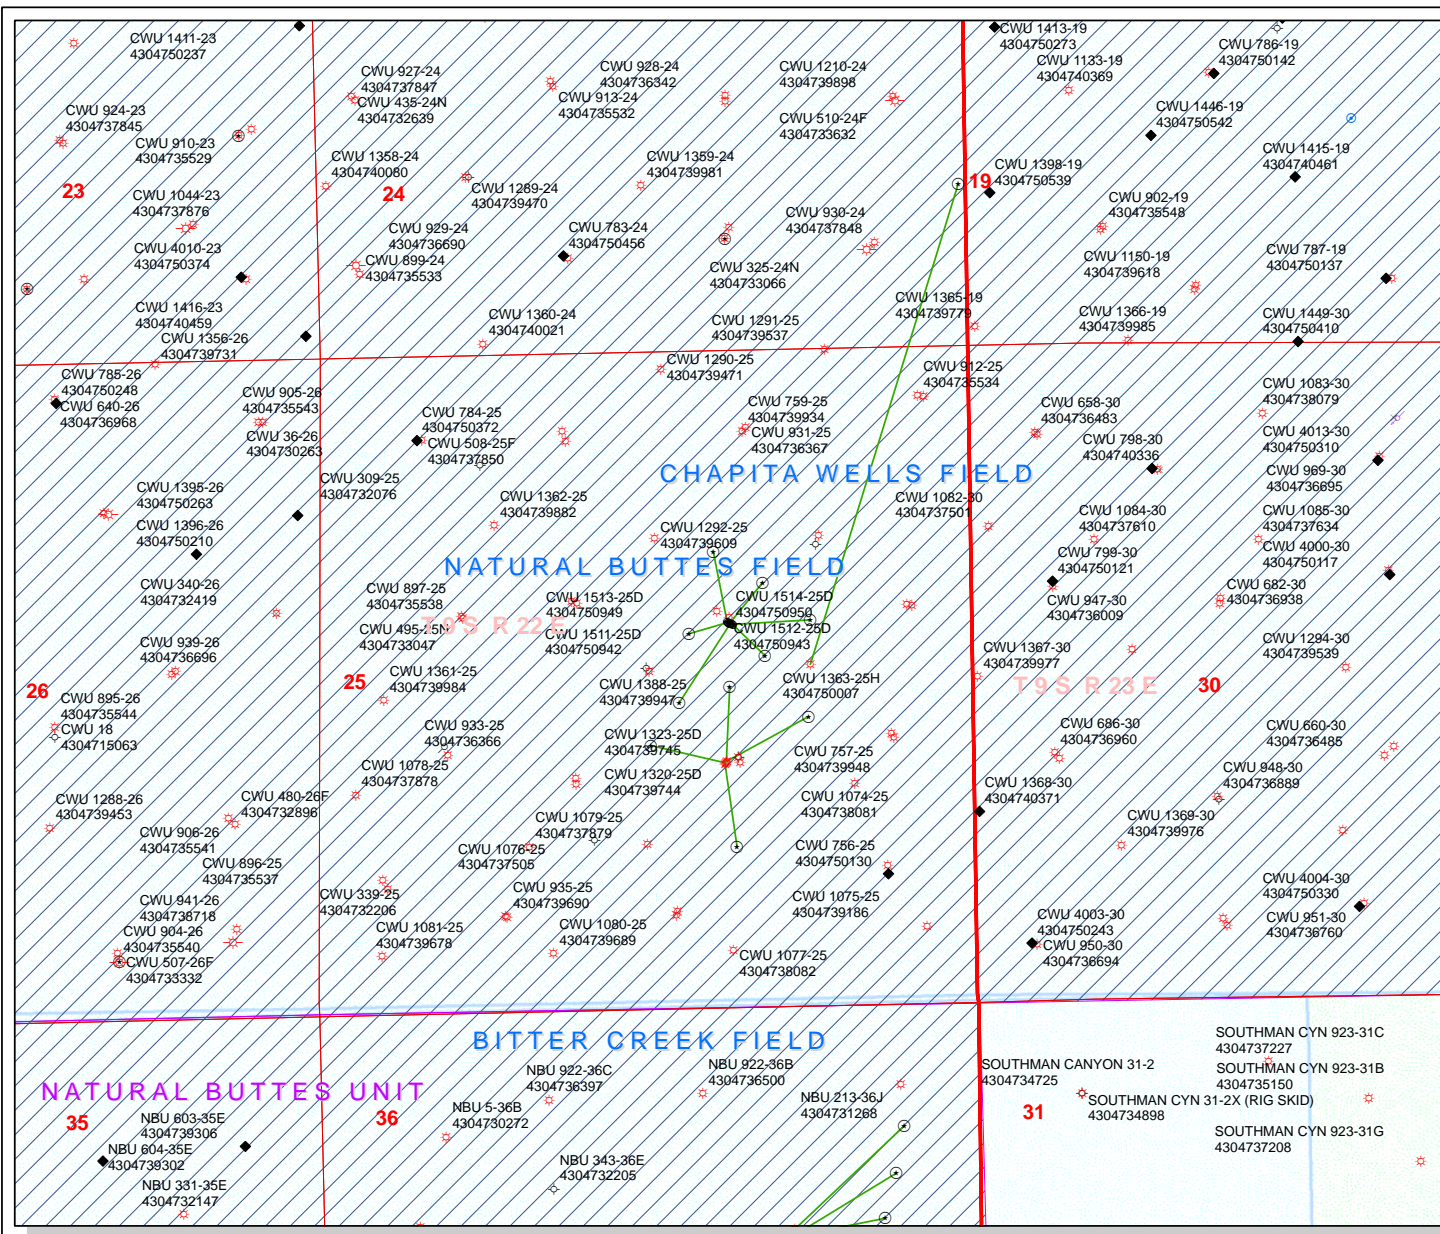 CWU 1411-23
4304750237
CWU 1413-19
4304750273
CWU 786-19
4304750142
CWU 927-24
4304737847
CWU 435-24N
4304732639
CWU 928-24
4304736342
CWU 913-24
4304735532
CWU 1210-24
4304739898
CWU 510-24F
4304733632
CWU 1133-19
4304740369
CWU 924-23
4304737845
CWU 910-23
4304735529
CWU 1446-19
4304750542
CWU 1415-19
4304740461
CWU 1358-24
4304740080
CWU 1289-24
4304739470
CWU 1359-24
4304739981
CWU 1398-19
4304750539
23
24
19
CWU 1044-23
4304737876
CWU 902-19
4304735548
CWU 929-24
4304736690
CWU 899-24
4304735533
CWU 783-24
4304750456
CWU 930-24
4304737848
CWU 325-24N
4304733066
CWU 4010-23
4304750374
CWU 1150-19
4304739618
CWU 787-19
4304750137
CWU 1416-23
4304740459
CWU 1356-26
4304739731
CWU 1360-24
4304740021
CWU 1291-25
4304739537
CWU 1365-19
4304739779
CWU 1366-19
4304739985
CWU 1449-30
4304750410
CWU 785-26
4304750248
CWU 640-26
4304736968
CWU 905-26
4304735543
CWU 36-26
4304730263
CWU 1290-25
4304739471
CWU 912-25
4304735534
CWU 1083-30
4304738079
CWU 784-25
4304750372
CWU 508-25F
4304737850
CWU 759-25
4304739934
CWU 931-25
4304736367
CWU 658-30
4304736483
CWU 798-30
4304740336
CWU 4013-30
4304750310
CWU 969-30
4304736695
CHAPITA WELLS FIELD
CWU 309-25
4304732076
CWU 1395-26
4304750263
CWU 1396-26
4304750210
CWU 1362-25
4304739882
CWU 1082-30
4304737501
CWU 1084-30
4304737610
CWU 1085-30
4304737634
CWU 1292-25
4304739609
CWU 799-30
4304750121
CWU 4000-30
4304750117
NATURAL BUTTES FIELD
CWU 340-26
4304732419
CWU 897-25
4304735538
CWU 1513-25D
4304750949
CWU 1514-25D
4304750950
CWU 947-30
4304736009
CWU 682-30
4304736938
T 9 S R 22 E
CWU 495-25N
4304733047
CWU 1511-25D
4304750942
CWU 1512-25D
4304750943
CWU 939-26
4304736696
CWU 1367-30
4304739977
CWU 1294-30
4304739539
CWU 1361-25
4304739984
CWU 1388-25
4304739947
CWU 1363-25H
4304750007
26
25
T 9 S R 23 E
30
CWU 895-26
4304735544
CWU 18
4304715063
CWU 933-25
4304736366
CWU 1323-25D
4304739745
CWU 686-30
4304736960
CWU 660-30
4304736485
CWU 1078-25
4304737878
CWU 757-25
4304739948
CWU 1320-25D
4304739744
CWU 948-30
4304736889
CWU 1288-26
4304739453
CWU 480-26F
4304732896
CWU 1074-25
4304738081
CWU 1368-30
4304740371
CWU 1369-30
4304739976
CWU 906-26
4304735541
CWU 1079-25
4304737879
CWU 1076-25
4304737505
CWU 756-25
4304750130
CWU 896-25
4304735537
CWU 339-25
4304732206
CWU 935-25
4304739690
CWU 1075-25
4304739186
CWU 4004-30
4304750330
CWU 941-26
4304738718
CWU 904-26
4304735540
CWU 507-26F
4304733332
CWU 1081-25
4304739678
CWU 1080-25
4304739689
CWU 4003-30
4304750243
CWU 950-30
4304736694
CWU 951-30
4304736760
CWU 1077-25
4304738082
BITTER CREEK FIELD
SOUTHMAN CYN 923-31C
4304737227
NATURAL BUTTES UNIT
NBU 922-36C
4304736397
NBU 922-36B
4304736500
SOUTHMAN CANYON 31-2
4304734725
SOUTHMAN CYN 923-31B
4304735150
NBU 213-36J
4304731268
SOUTHMAN CYN 31-2X (RIG SKID)
4304734898
35
36
31
NBU 5-36B
4304730272
NBU 603-35E
4304739306
SOUTHMAN CYN 923-31G
4304737208
NBU 604-35E
4304739302
NBU 343-36E
4304732205
NBU 331-35E
4304732147